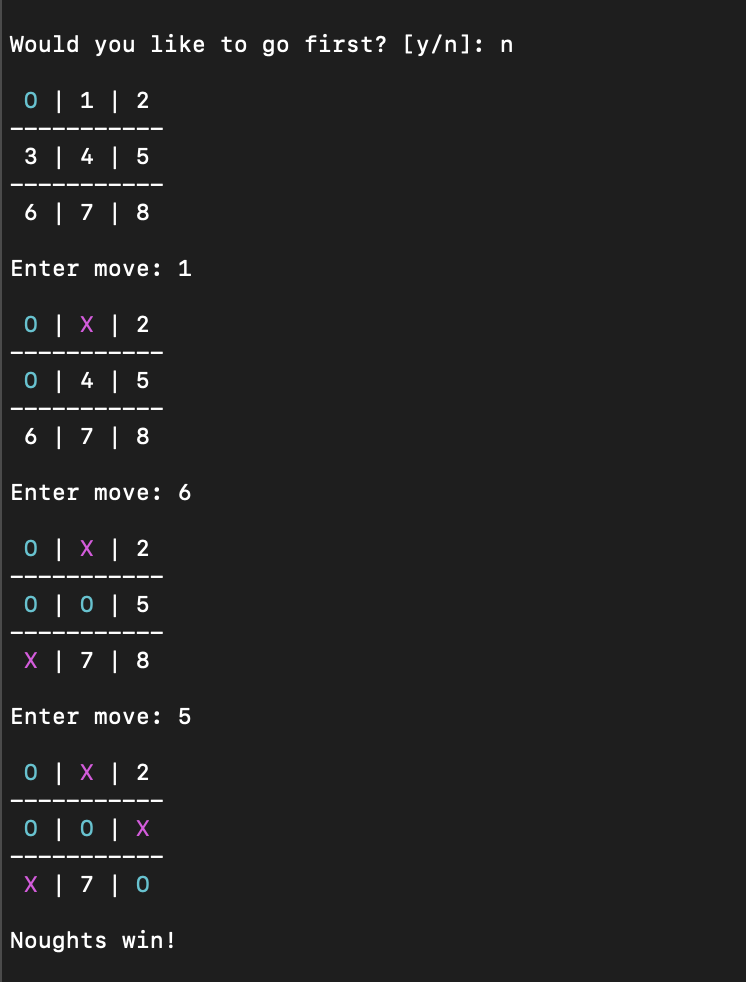 Would you like to go first? [y/n]: n
O | 1 | 2
-----------
3 | 4 | 5
-----------
6 | 7 | 8
Enter move: 1
O | X | 2
-----------
O | 4 | 5
-----------
6 | 7 | 8
Enter move: 6
O | X | 2
-----------
O | O | 5
-----------
X | 7 | 8
Enter move: 5
O | X | 2
-----------
O | O | X
-----------
X | 7 | O
Noughts win!